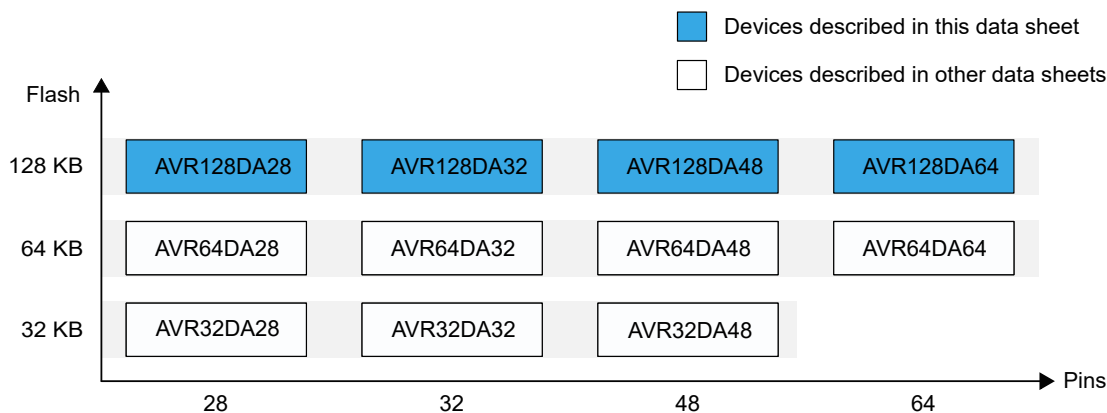 Devices described in this data sheet
Devices described in other data sheets
Flash
128 KB AVR128DA28 AVR128DA32 AVR128DA48 AVR128DA64
64 KB AVR64DA28 AVR64DA32 AVR64DA48 AVR64DA64
32 KB AVR32DA28 AVR32DA32 AVR32DA48
Pins
28 32 48 64